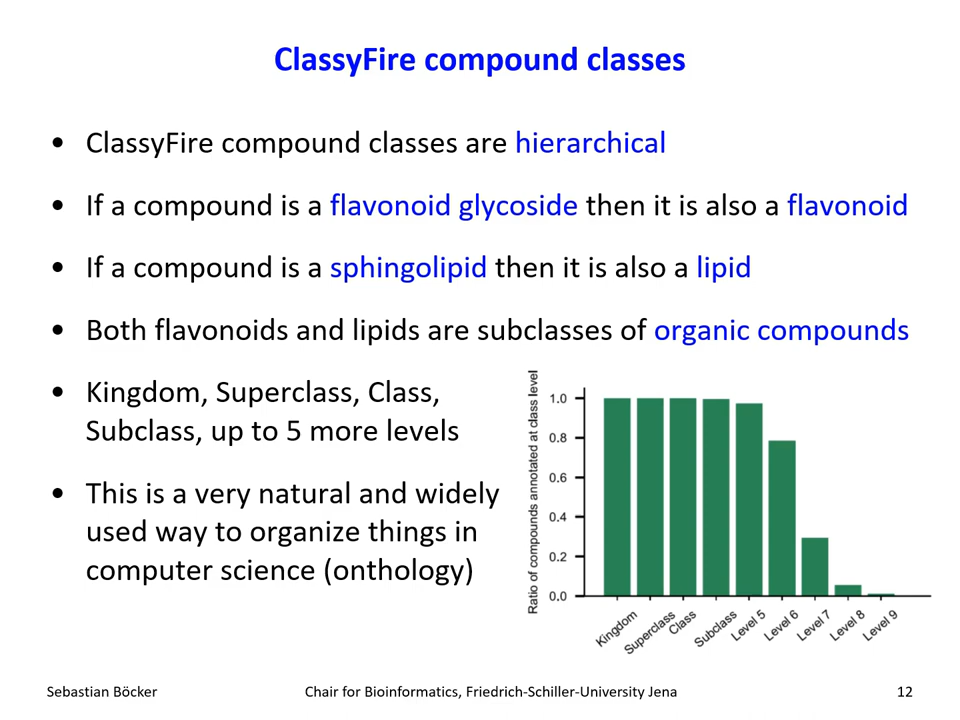 ClassyFire compound classes
• ClassyFire compound classes are hierarchical
• If a compound is a flavonoid glycoside then it is also a flavonoid
• If a compound is a sphingolipid then it is also a lipid
• Both flavonoids and lipids are subclasses of organic compounds
• Kingdom, Superclass, Class,
Subclass, up to 5 more levels
• This is a very natural and widely
used way to organize things in
computer science (onthology)
Ratio of compounds annotated at class level
1.0
0.8
0.6
0.4
0.2
0.0
Kingdom
Superclass
Class
Subclass
Level 5
Level 6
Level 7
Level 8
Level 9
Sebastian Böcker
Chair for Bioinformatics, Friedrich-Schiller-University Jena
12